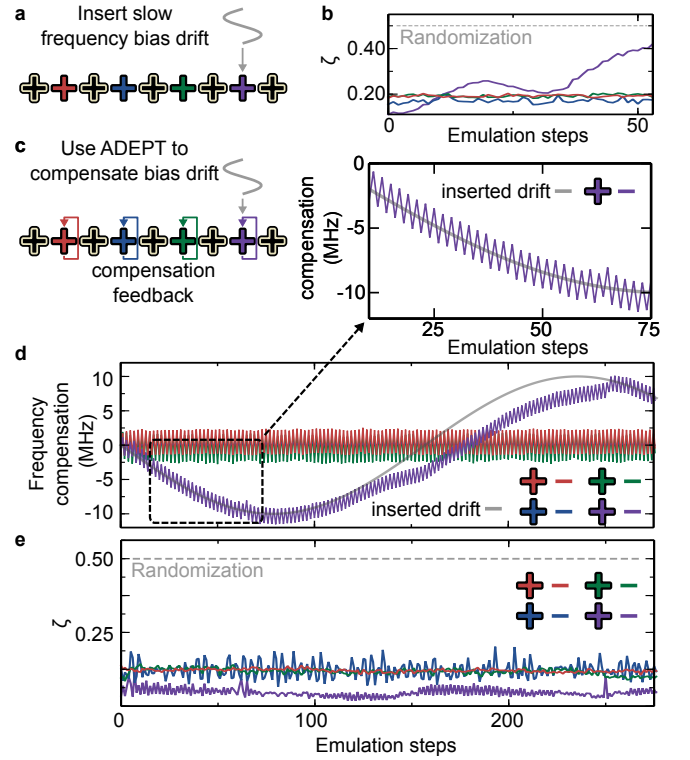 a
Insert slow
frequency bias drift
b
Randomization
ζ
0.40
0.20
0
50
Emulation steps
c
Use ADEPT to
compensate bias drift
compensation
feedback
compensation
(MHz)
0
-5
-10
inserted drift
25
50
75
Emulation steps
d
Frequency
compensation
(MHz)
10
5
0
-5
-10
inserted drift
e
ζ
0.50
0.25
Randomization
0
100
200
Emulation steps